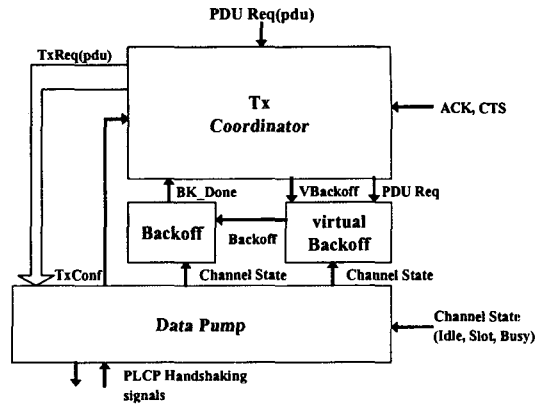 PDU Req(pdu)
TxReq(pdu)
Tx
Coordinator
ACK, CTS
BK_Done
VBackoff
PDU Req
Backoff
Backoff
virtual
Backoff
TxConf
Channel State
Channel State
Data Pump
Channel State
(Idle, Slot, Busy)
PLCP Handshaking
signals